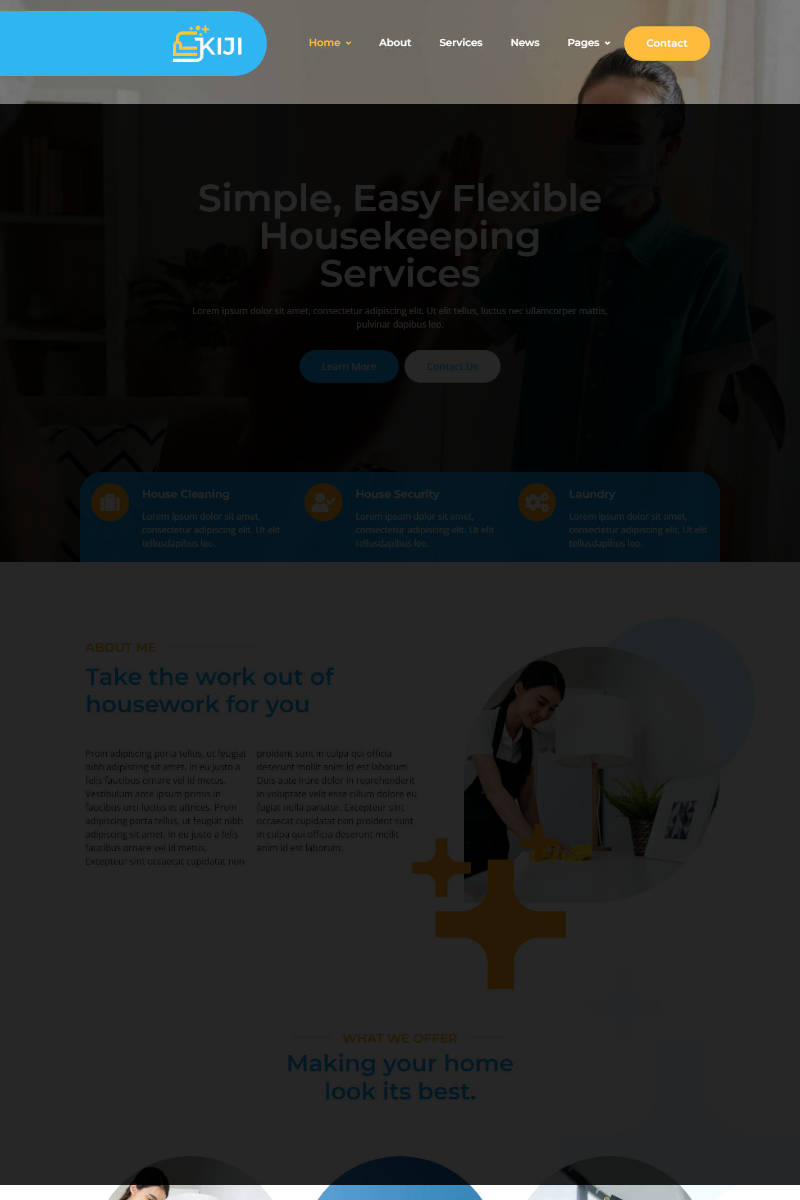 KIJI
Home About Services News Pages Contact
Simple, Easy Flexible
Housekeeping
Services
Lorem ipsum dolor sit amet, consectetur adipiscing elit. Ut elit tellus, luctus nec ullamcorper mattis,
pulvinar dapibus leo.
Learn More Contact Us
House Cleaning
Lorem ipsum dolor sit amet,
consectetur adipiscing elit. Ut elit
tellusdapibus leo.
House Security
Lorem ipsum dolor sit amet,
consectetur adipiscing elit. Ut elit
tellusdapibus leo.
Laundry
Lorem ipsum dolor sit amet,
consectetur adipiscing elit. Ut elit
tellusdapibus leo.
ABOUT ME
Take the work out of
housework for you
Proin adipiscing porta tellus, ut feugiat
nibh adipiscing sit amet. In eu justo a
felis faucibus ornare vel id metus.
Vestibulum ante ipsum primis in
faucibus orci luctus et ultrices. Proin
adipiscing porta tellus, ut feugiat nibh
adipiscing sit amet. In eu justo a felis
faucibus ornare vel id metus.
Excepteur sint occaecat cupidatat non
proident sunt in culpa qui officia
deserunt mollit anim id est laborum.
Duis aute irure dolor in reprehenderit
in voluptate velit esse cillum dolore eu
fugiat nulla pariatur. Excepteur sint
occaecat cupidatat non proident sunt
in culpa qui officia deserunt mollit
anim id est laborum.
WHAT WE OFFER
Making your home
look its best.